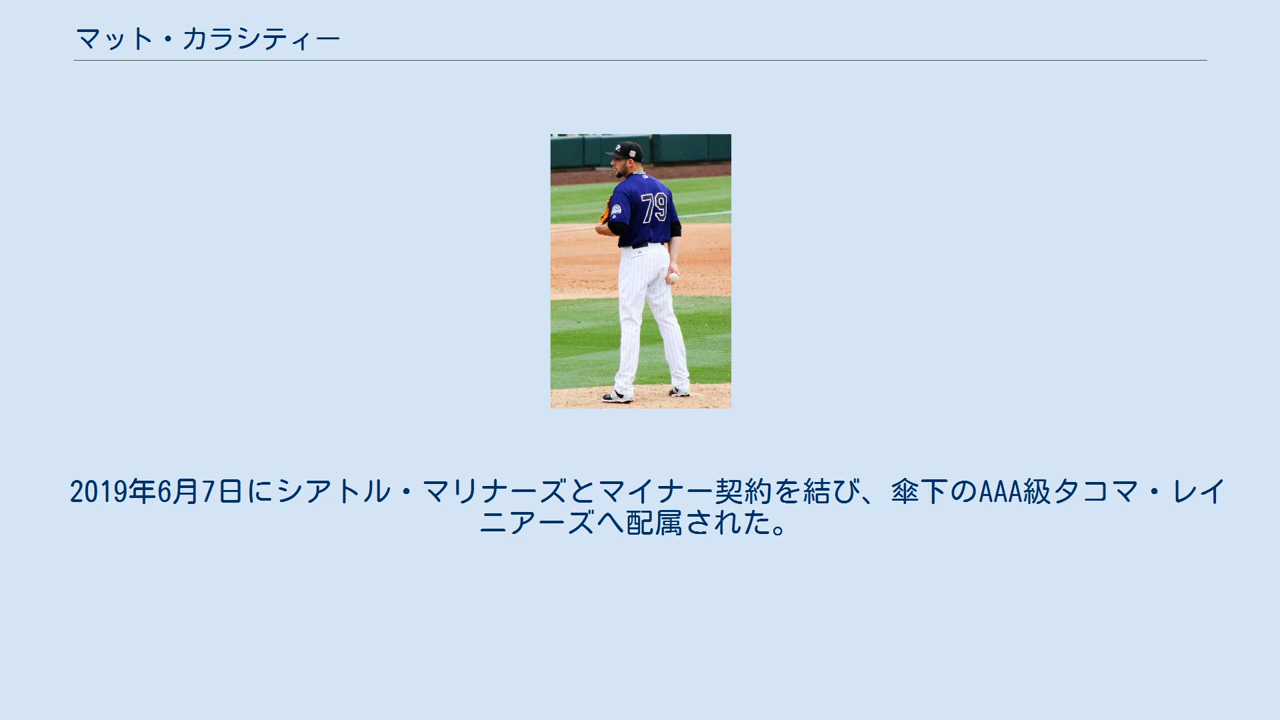 マット・カラシティー
79
2019年6月7日にシアトル・マリナーズとマイナー契約を結び、傘下のAAA級タコマ・レイ
ニアーズへ配属された。